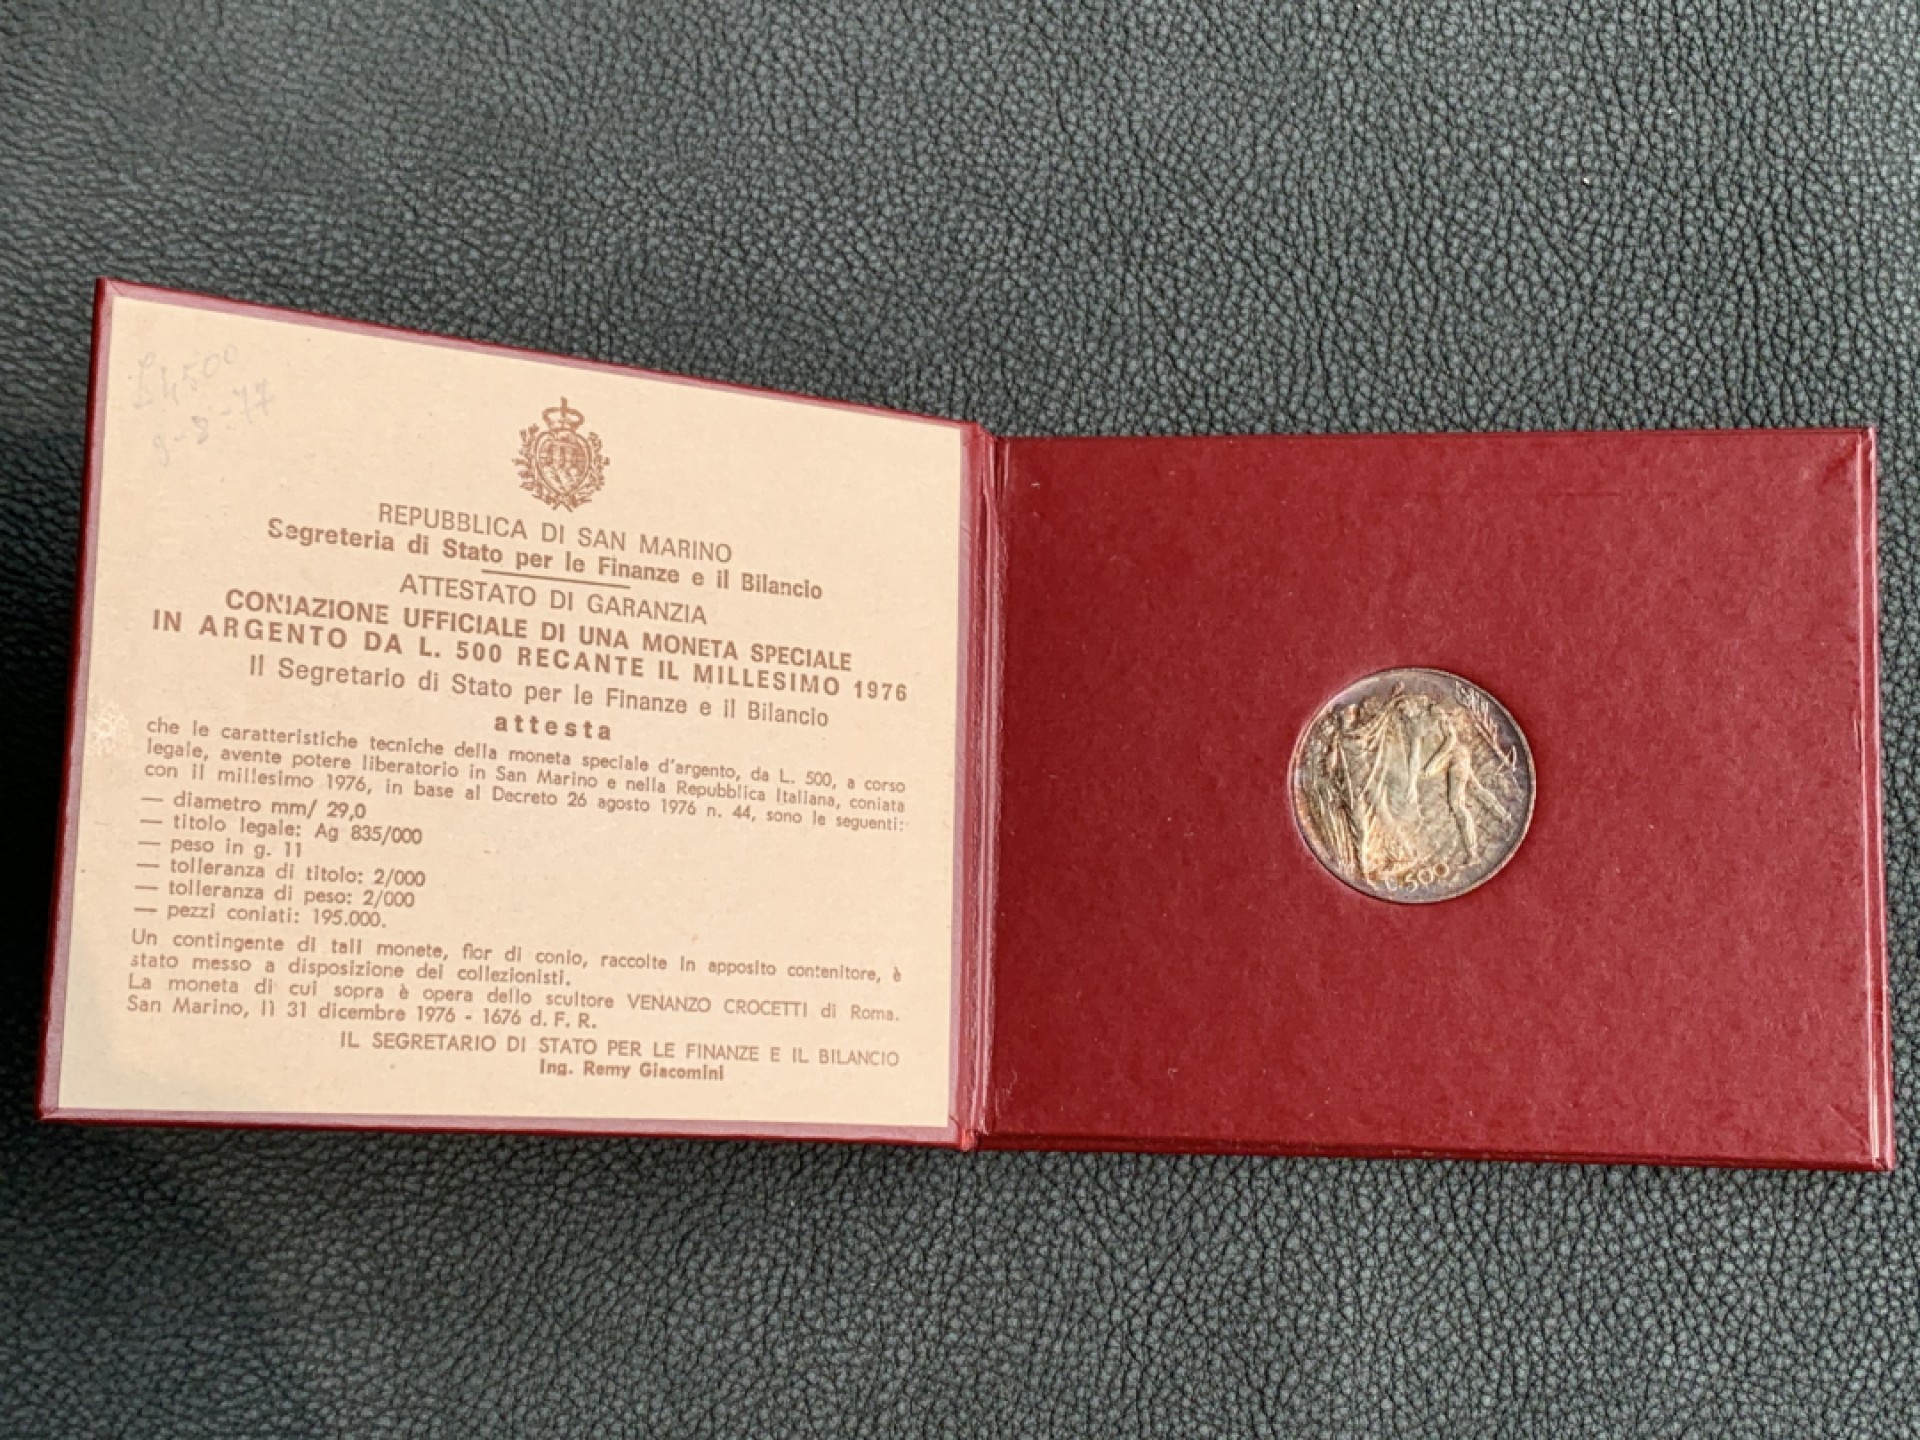 £4500
9-8-77
REPUBBLICA DI SAN MARINO
Segreteria di Stato per le Finanze e il Bilancio
ATTESTATO DI GARANZIA
CONIAZIONE UFFICIALE DI UNA MONETA SPECIALE
IN ARGENTO DA L. 500 RECANTE IL MILLESIMO 1976
Il Segretario di Stato per le Finanze e il Bilancio
attesta
che le caratteristiche tecniche della moneta speciale d'argento, da L. 500, a corso
legale, avente potere liberatorio in San Marino e nella Repubblica Italiana, coniata
con il millesimo 1976, in base al Decreto 26 agosto 1976 n. 44, sono le seguenti:
— diametro mm/ 29,0
— titolo legale: Ag 835/000
— peso in g. 11
— tolleranza di titolo: 2/000
— tolleranza di peso: 2/000
— pezzi coniati: 195.000.
Un contingente di tali monete, fior di conio, raccolte in apposito contenitore, è
stato messo a disposizione dei collezionisti.
La moneta di cui sopra è opera dello scultore VENANZO CROCETTI di Roma.
San Marino, lì 31 dicembre 1976 - 1676 d. F. R.
IL SEGRETARIO DI STATO PER LE FINANZE E IL BILANCIO
Ing. Remy Giacomini
L.500